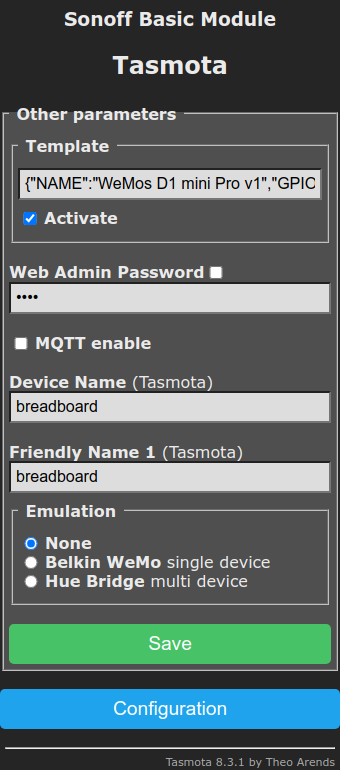 Sonoff Basic Module
Tasmota
Other parameters
Template
{"NAME":"WeMos D1 mini Pro v1","GPIO
Activate
Web Admin Password
••••
MQTT enable
Device Name (Tasmota)
breadboard
Friendly Name 1 (Tasmota)
breadboard
Emulation
None
Belkin WeMo single device
Hue Bridge multi device
Save
Configuration
Tasmota 8.3.1 by Theo Arends